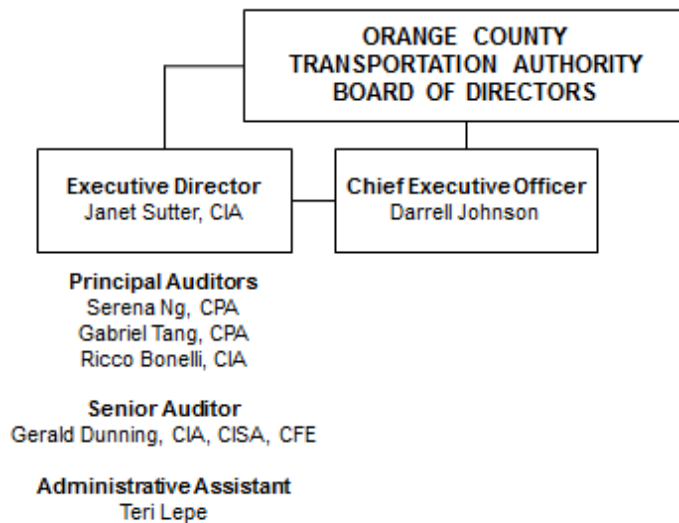 ORANGE COUNTY
TRANSPORTATION AUTHORITY
BOARD OF DIRECTORS
Executive Director
Janet Sutter, CIA
Chief Executive Officer
Darrell Johnson
Principal Auditors
Serena Ng, CPA
Gabriel Tang, CPA
Ricco Bonelli, CIA
Senior Auditor
Gerald Dunning, CIA, CISA, CFE
Administrative Assistant
Teri Lepe